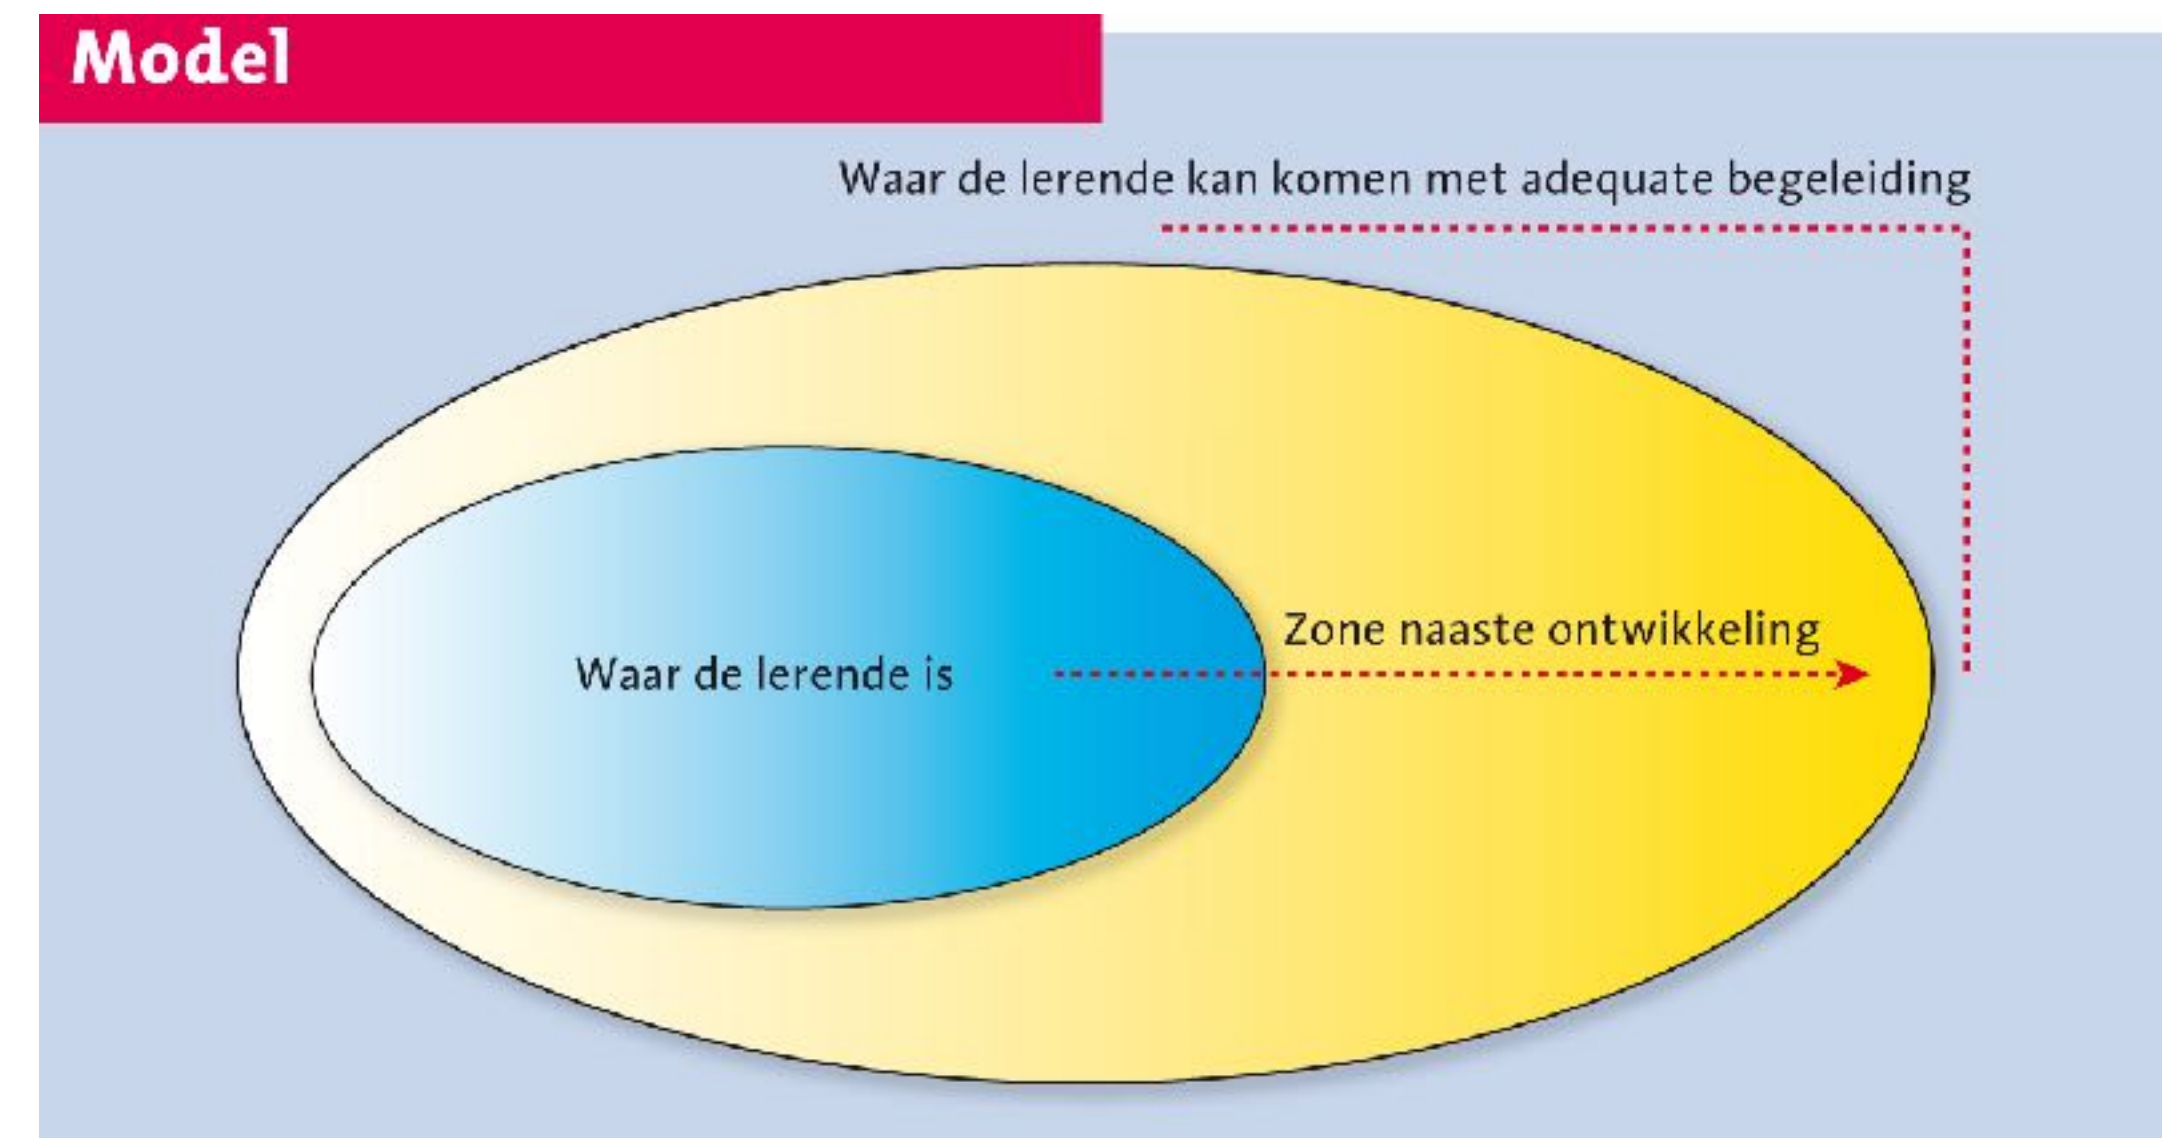 Model
Waar de lerende kan komen met adequate begeleiding
Zone naaste ontwikkeling
Waar de lerende is